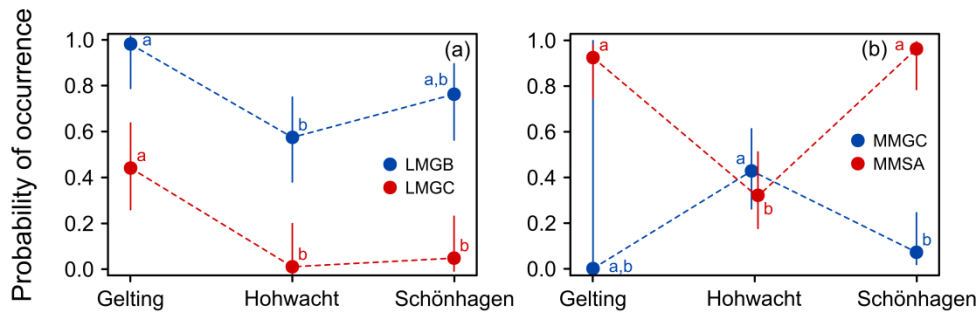 Probability of occurrence
(a)
1.0
0.8
0.6
0.4
0.2
0.0
a
b
a,b
a
b
b
LMGB
LMGC
Gelting
Hohwacht
Schönhagen
(b)
1.0
0.8
0.6
0.4
0.2
0.0
a
a
a
b
a,b
b
MMGC
MMSA
Gelting
Hohwacht
Schönhagen